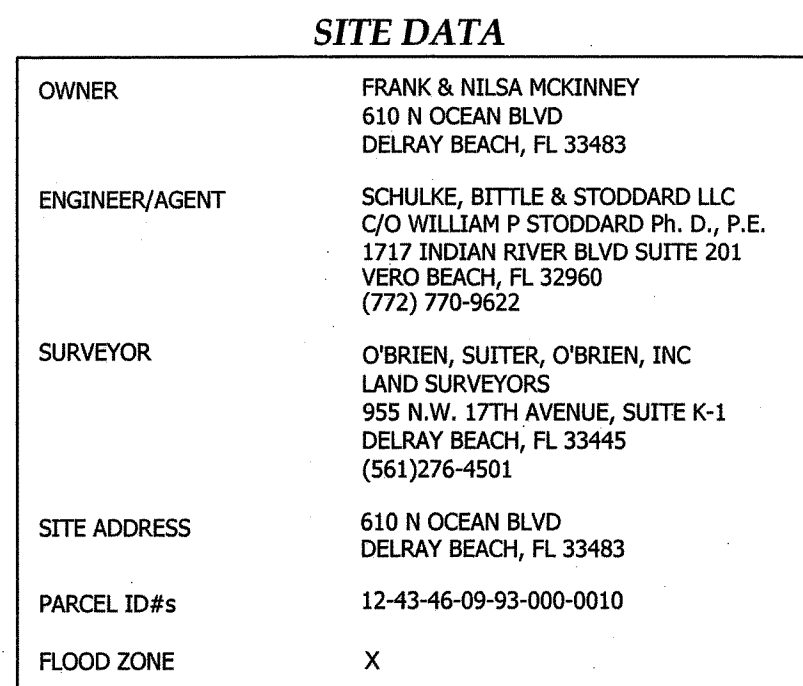 SITE DATA
OWNER FRANK & NILSA MCKINNEY
610 N OCEAN BLVD
DELRAY BEACH, FL 33483
ENGINEER/AGENT SCHULKE, BITTLE & STODDARD LLC
C/O WILLIAM P STODDARD Ph. D., P.E.
1717 INDIAN RIVER BLVD SUITE 201
VERO BEACH, FL 32960
(772) 770-9622
SURVEYOR O'BRIEN, SUITER, O'BRIEN, INC
LAND SURVEYORS
955 N.W. 17TH AVENUE, SUITE K-1
DELRAY BEACH, FL 33445
(561)276-4501
SITE ADDRESS 610 N OCEAN BLVD
DELRAY BEACH, FL 33483
PARCEL ID#s 12-43-46-09-93-000-0010
FLOOD ZONE X